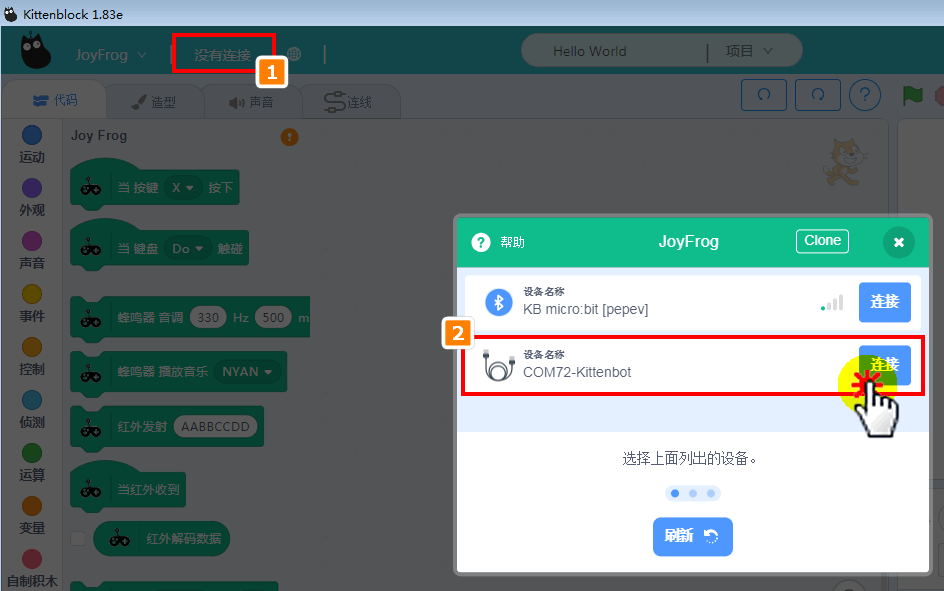 Kittenblock 1.83e
JoyFrog
没有连接
1
Hello World
项目
代码
造型
声音
连线
?
Joy Frog
!
运动
外观
声音
事件
控制
侦测
运算
变量
自制积木
当 按键 X 按下
当 键盘 Do 触碰
蜂鸣器 音调 330 Hz 500 m
蜂鸣器 播放音乐 NYAN
红外发射 AABBCCDD
当红外收到
红外解码数据
? 帮助
JoyFrog
Clone
设备名称
KB micro:bit [pepev]
连接
2
设备名称
COM72-Kittenbot
连接
选择上面列出的设备。
刷新